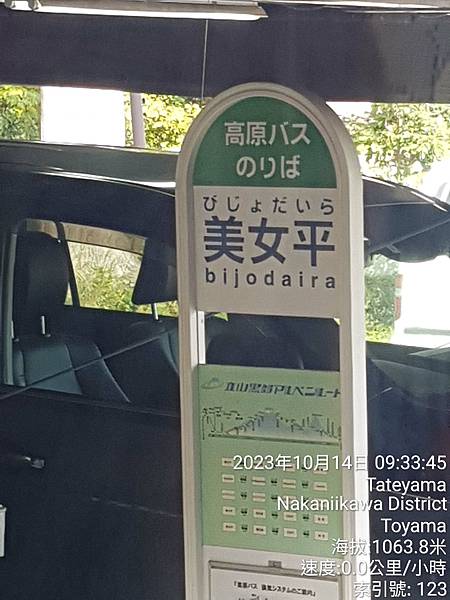 高原バス
のりば
びじょだいら
美女平
bijodaira
立山黒部アルペンルート
2023年10月14日 09:33:45
Tateyama
Nakaniikawa District
Toyama
海拔:1063.8米
速度:0.0公里/小時
索引號: 123